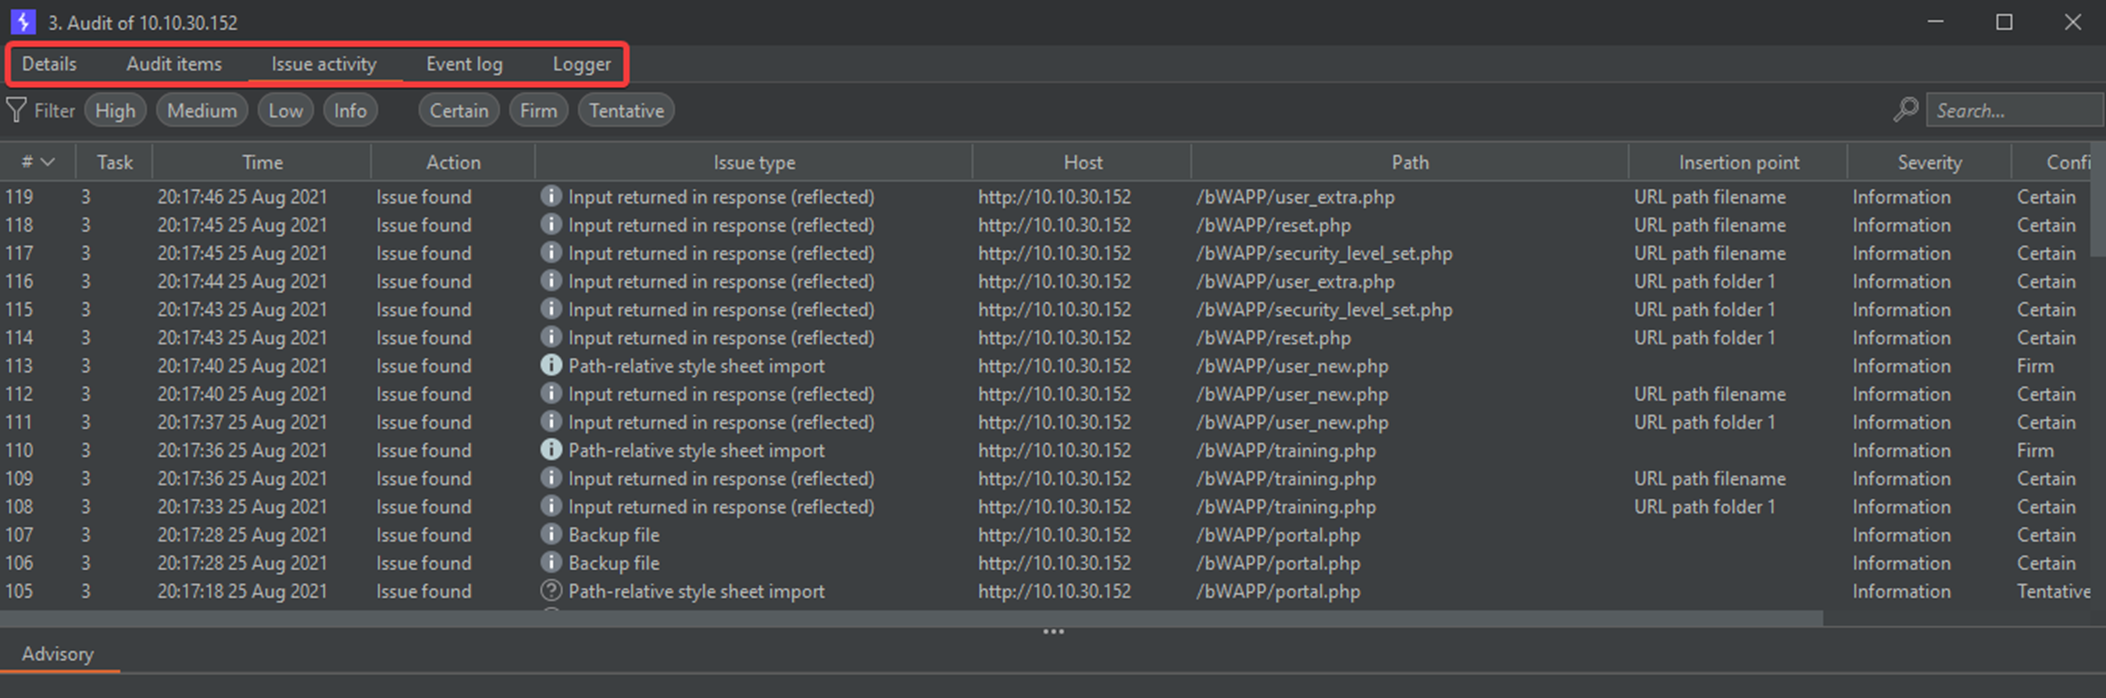 3. Audit of 10.10.30.152
Details Audit items Issue activity Event log Logger
Filter High Medium Low Info Certain Firm Tentative Search...
# Task Time Action Issue type Host Path Insertion point Severity Confi
119 3 20:17:46 25 Aug 2021 Issue found Input returned in response (reflected) http://10.10.30.152 /bWAPP/user_extra.php URL path filename Information Certain
118 3 20:17:45 25 Aug 2021 Issue found Input returned in response (reflected) http://10.10.30.152 /bWAPP/reset.php URL path filename Information Certain
117 3 20:17:45 25 Aug 2021 Issue found Input returned in response (reflected) http://10.10.30.152 /bWAPP/security_level_set.php URL path filename Information Certain
116 3 20:17:44 25 Aug 2021 Issue found Input returned in response (reflected) http://10.10.30.152 /bWAPP/user_extra.php URL path folder 1 Information Certain
115 3 20:17:43 25 Aug 2021 Issue found Input returned in response (reflected) http://10.10.30.152 /bWAPP/security_level_set.php URL path folder 1 Information Certain
114 3 20:17:43 25 Aug 2021 Issue found Input returned in response (reflected) http://10.10.30.152 /bWAPP/reset.php URL path folder 1 Information Certain
113 3 20:17:40 25 Aug 2021 Issue found Path-relative style sheet import http://10.10.30.152 /bWAPP/user_new.php Information Firm
112 3 20:17:40 25 Aug 2021 Issue found Input returned in response (reflected) http://10.10.30.152 /bWAPP/user_new.php URL path filename Information Certain
111 3 20:17:37 25 Aug 2021 Issue found Input returned in response (reflected) http://10.10.30.152 /bWAPP/user_new.php URL path folder 1 Information Certain
110 3 20:17:36 25 Aug 2021 Issue found Path-relative style sheet import http://10.10.30.152 /bWAPP/training.php Information Firm
109 3 20:17:36 25 Aug 2021 Issue found Input returned in response (reflected) http://10.10.30.152 /bWAPP/training.php URL path filename Information Certain
108 3 20:17:33 25 Aug 2021 Issue found Input returned in response (reflected) http://10.10.30.152 /bWAPP/training.php URL path folder 1 Information Certain
107 3 20:17:28 25 Aug 2021 Issue found Backup file http://10.10.30.152 /bWAPP/portal.php Information Certain
106 3 20:17:28 25 Aug 2021 Issue found Backup file http://10.10.30.152 /bWAPP/portal.php Information Certain
105 3 20:17:18 25 Aug 2021 Issue found Path-relative style sheet import http://10.10.30.152 /bWAPP/portal.php Information Tentative
Advisory